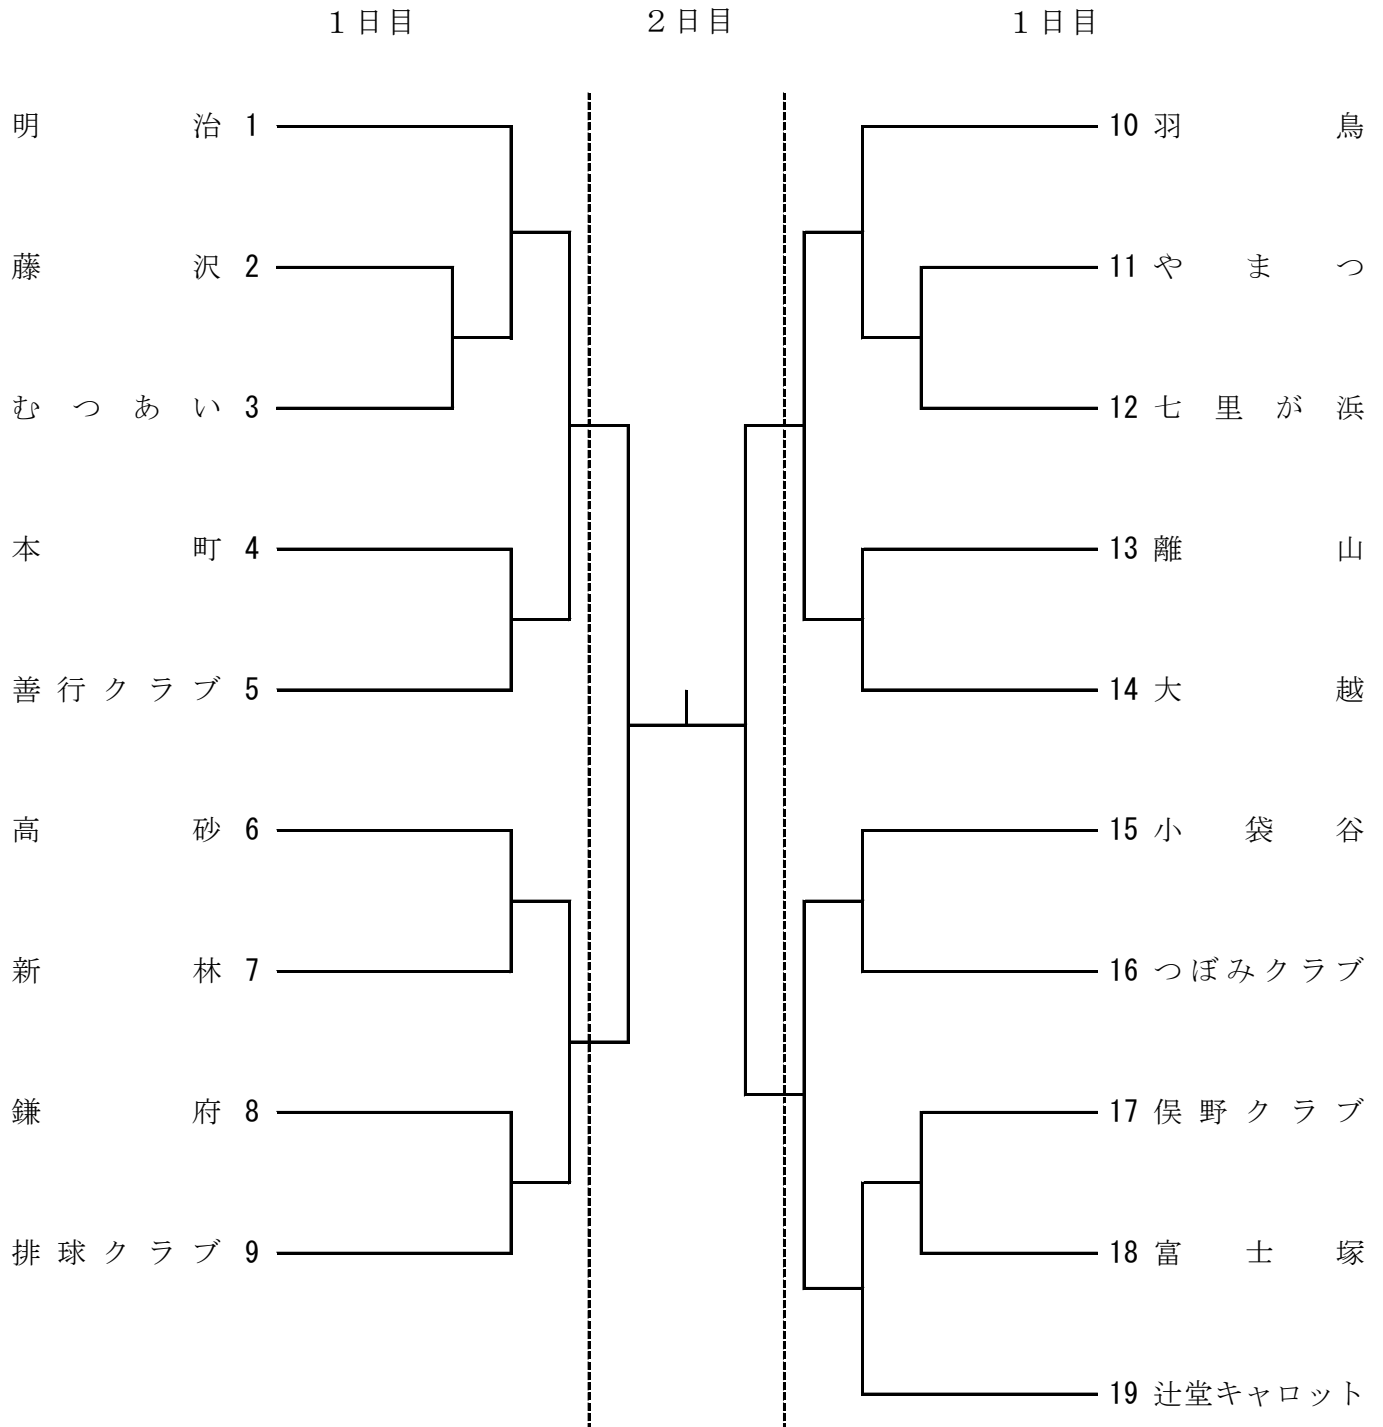 １日目 ２日目 １日目
明治 1 10 羽鳥
藤沢 2 11 やまつ
むつあい 3 12 七里が浜
本町 4 13 離山
善行クラブ 5 14 大越
高砂 6 15 小袋谷
新林 7 16 つぼみクラブ
鎌府 8 17 俣野クラブ
排球クラブ 9 18 富士塚
19 辻堂キャロット